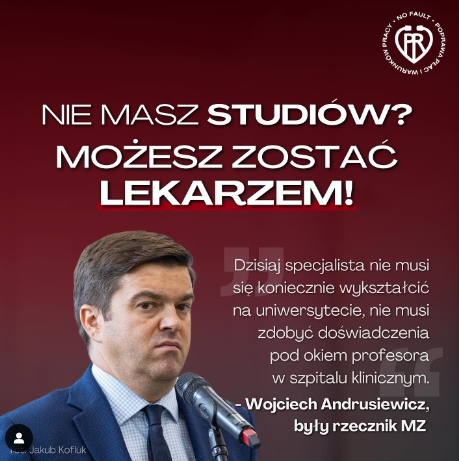 NO FAULT • POPRAWA PŁAC I WARUNKÓW PRACY •
PR
NIE MASZ STUDIÓW?
MOŻESZ ZOSTAĆ
LEKARZEM!
Dzisiaj specjalista nie musi
się koniecznie wykształcić
na uniwersytecie, nie musi
zdobyć doświadczenia
pod okiem profesora
w szpitalu klinicznym.
- Wojciech Andrusiewicz,
były rzecznik MZ
Jakub Kofluk